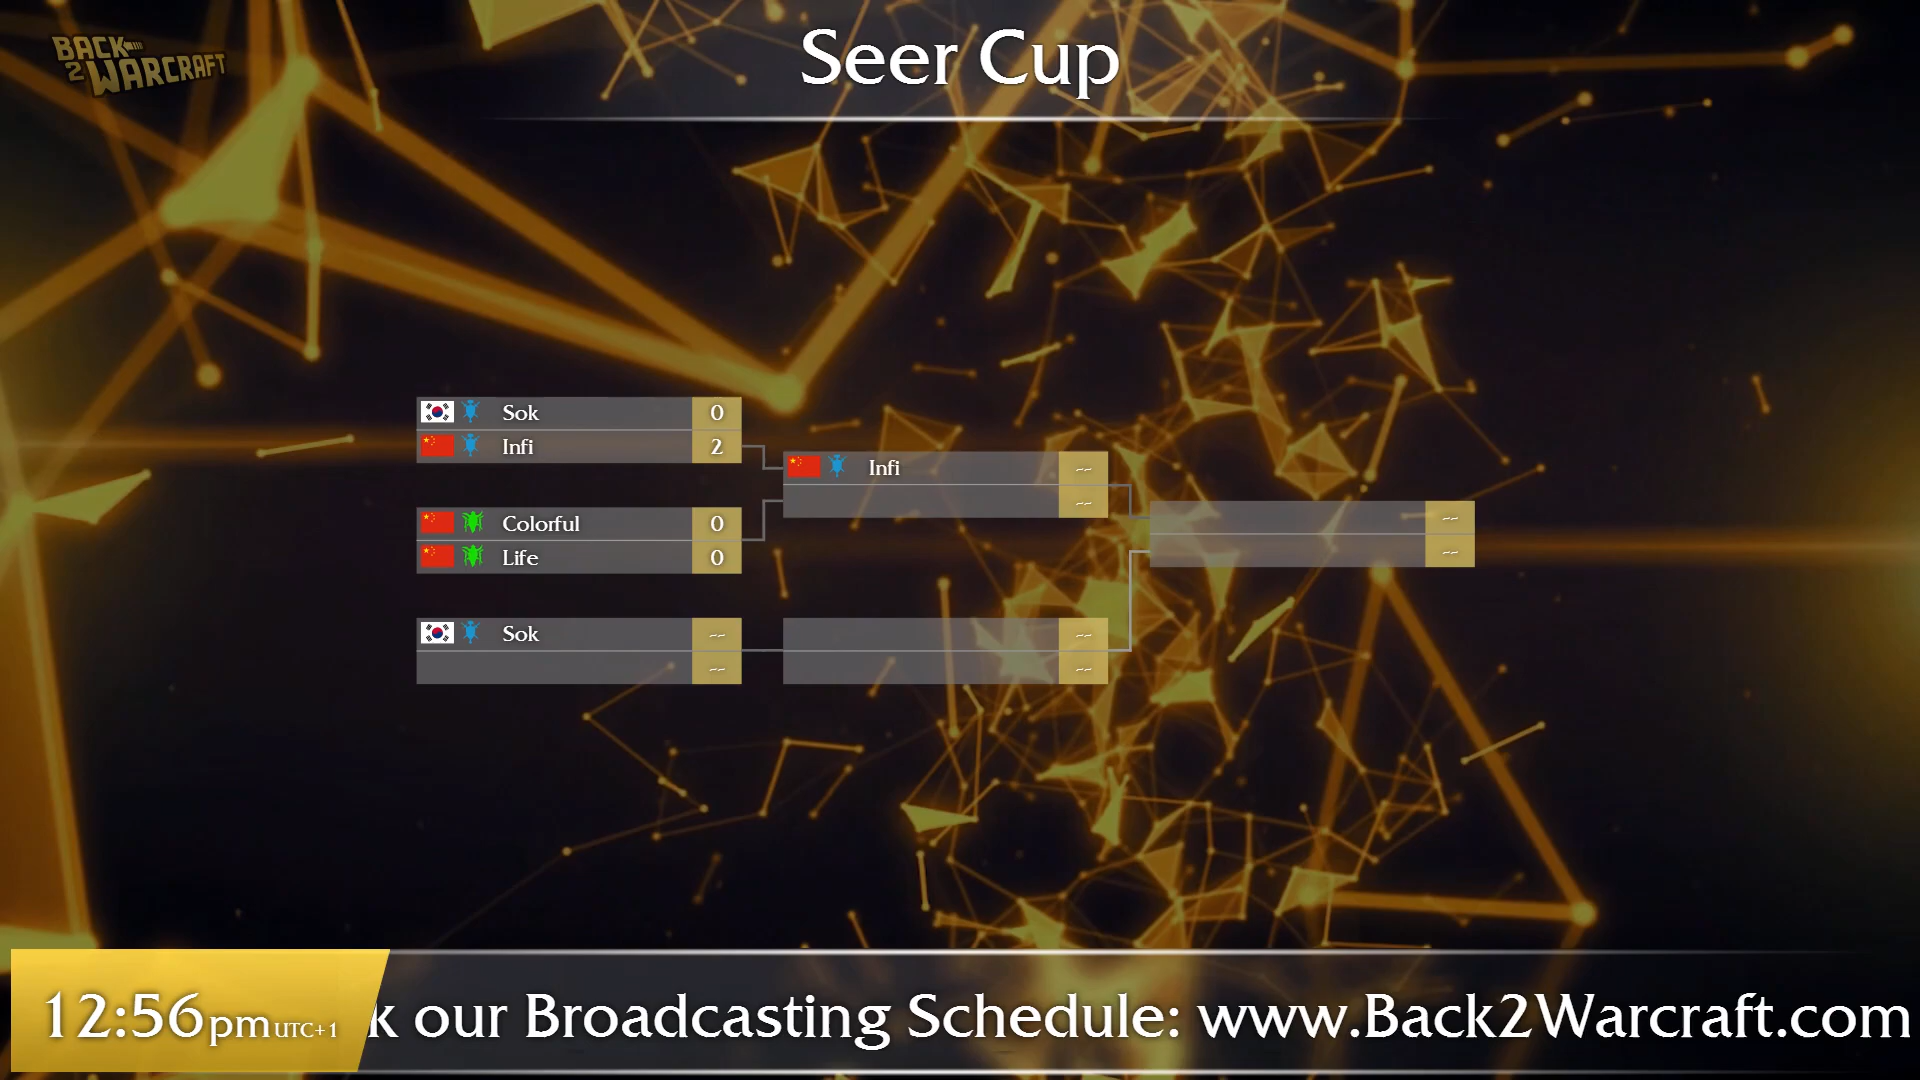 BACK
2 WARCRAFT
Seer Cup
Sok 0
Infi 2
Colorful 0
Life 0
Sok --
--
Infi --
--
--
--
--
--
12:56pm UTC+1
k our Broadcasting Schedule: www.Back2Warcraft.com